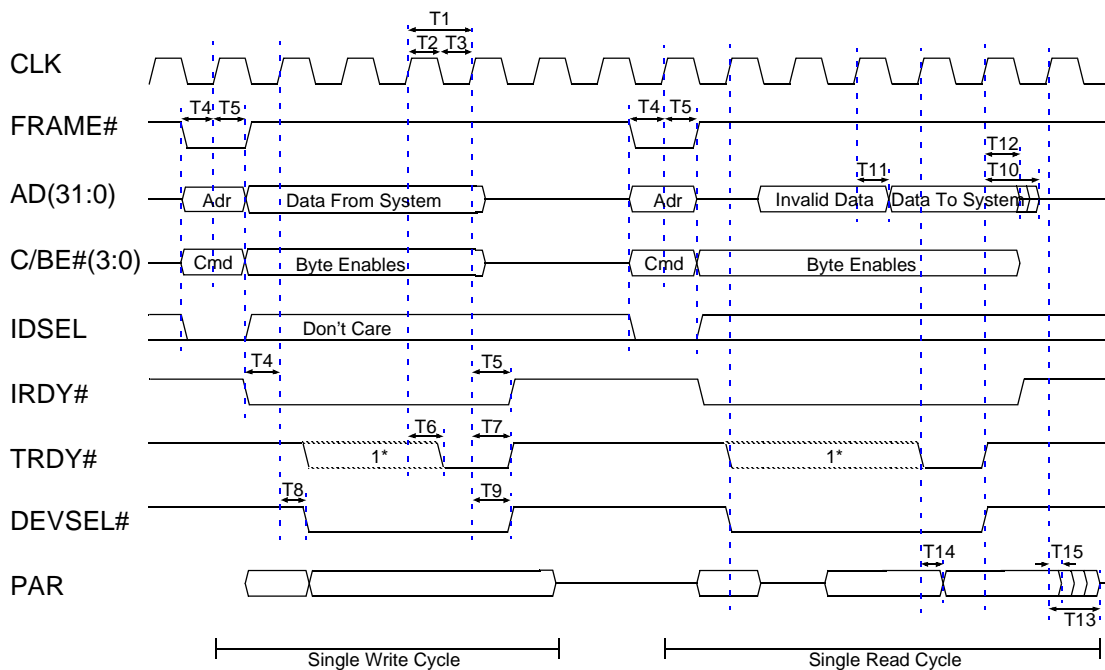 T1
T2 T3
CLK
T4 T5 T4 T5
FRAME#
T12
T11 T10
AD(31:0) Adr Data From System Adr Invalid Data Data To System
C/BE#(3:0) Cmd Byte Enables Cmd Byte Enables
IDSEL Don't Care
T4 T5
IRDY#
T6 T7
TRDY# 1* 1*
T8 T9
DEVSEL#
T14 T15
PAR
T13
Single Write Cycle Single Read Cycle